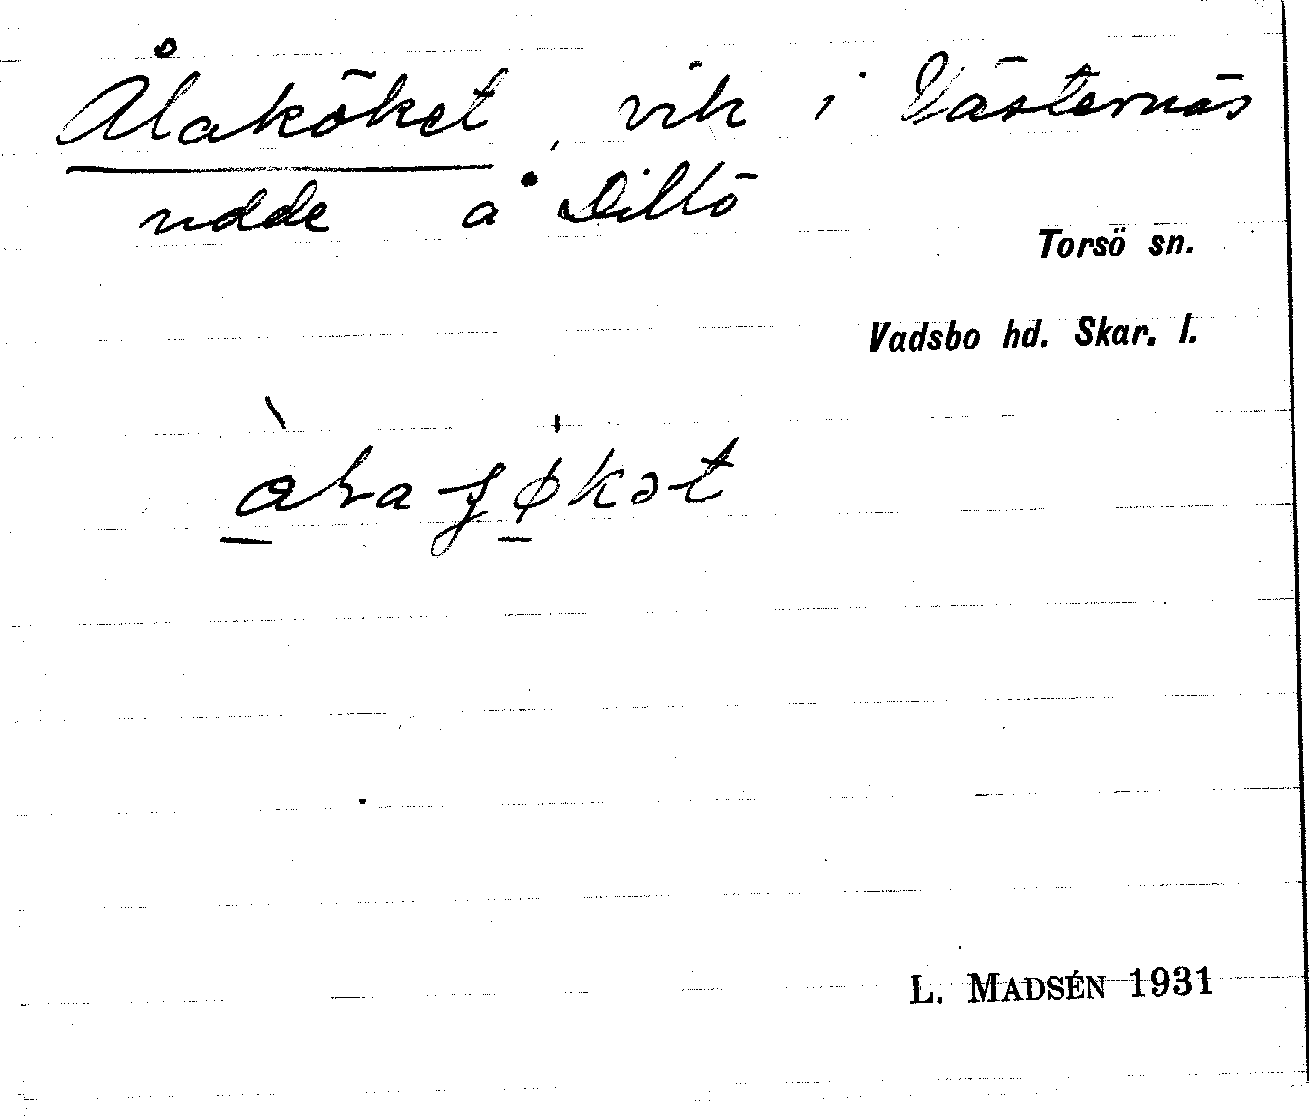 Ålaköket, vik i Västernäs
udde å Dillö
Torsö sn.
Vadsbo hd. Skar. l.
L. MADSÉN 1931